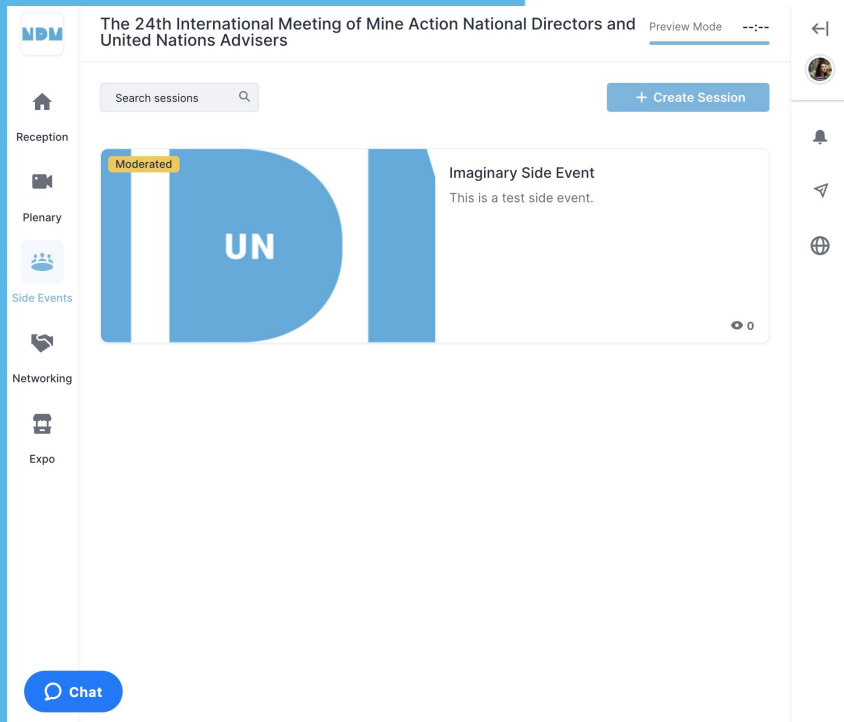 NDM
The 24th International Meeting of Mine Action National Directors and
United Nations Advisers
Preview Mode --:--
Search sessions
+ Create Session
Reception
Plenary
Side Events
Networking
Expo
Moderated
UN
Imaginary Side Event
This is a test side event.
0
Chat